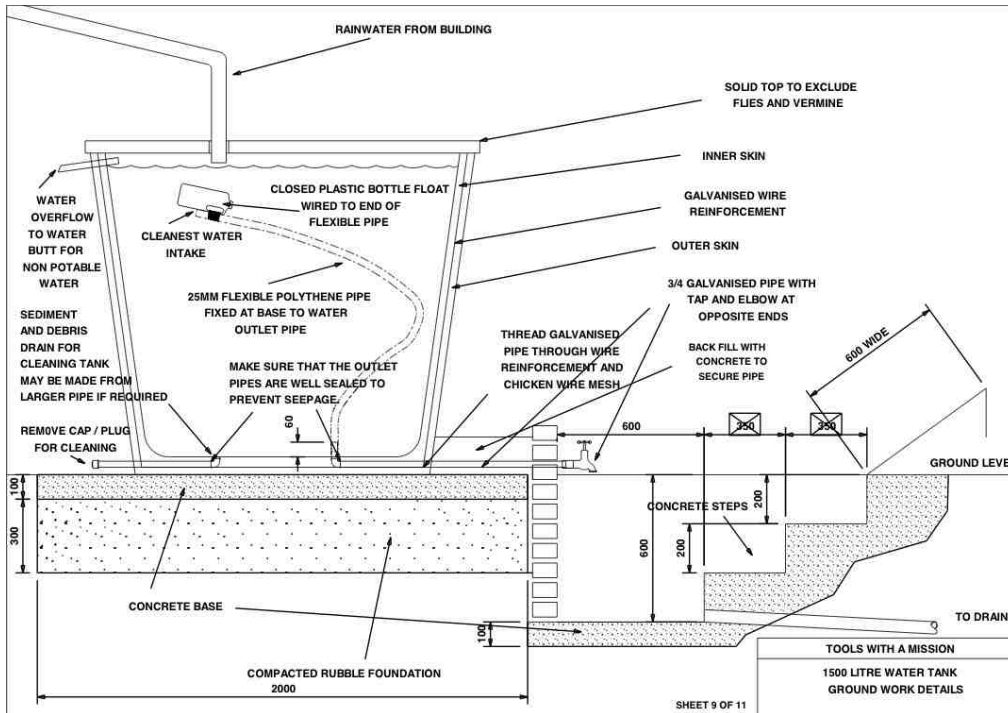 RAINWATER FROM BUILDING
SOLID TOP TO EXCLUDE
FLIES AND VERMINE
INNER SKIN
GALVANISED WIRE
REINFORCEMENT
OUTER SKIN
WATER
OVERFLOW
TO WATER
BUTT FOR
NON POTABLE
WATER
CLOSED PLASTIC BOTTLE FLOAT
WIRED TO END OF
FLEXIBLE PIPE
CLEANEST WATER
INTAKE
25MM FLEXIBLE POLYTHENE PIPE
FIXED AT BASE TO WATER
OUTLET PIPE
3/4 GALVANISED PIPE WITH
TAP AND ELBOW AT
OPPOSITE ENDS
SEDIMENT
AND DEBRIS
DRAIN FOR
CLEANING TANK
MAY BE MADE FROM
LARGER PIPE IF REQUIRED
MAKE SURE THAT THE OUTLET
PIPES ARE WELL SEALED TO
PREVENT SEEPAGE.
THREAD GALVANISED
PIPE THROUGH WIRE
REINFORCEMENT AND
CHICKEN WIRE MESH
BACK FILL WITH
CONCRETE TO
SECURE PIPE
600 WIDE
REM0VE CAP / PLUG
FOR CLEANING
60
600
350
350
GROUND LEVE
100
300
600
200
200
CONCRETE STEPS
CONCRETE BASE
100
TO DRAIN
COMPACTED RUBBLE FOUNDATION
2000
TOOLS WITH A MISSION
1500 LITRE WATER TANK
GROUND WORK DETAILS
SHEET 9 OF 11